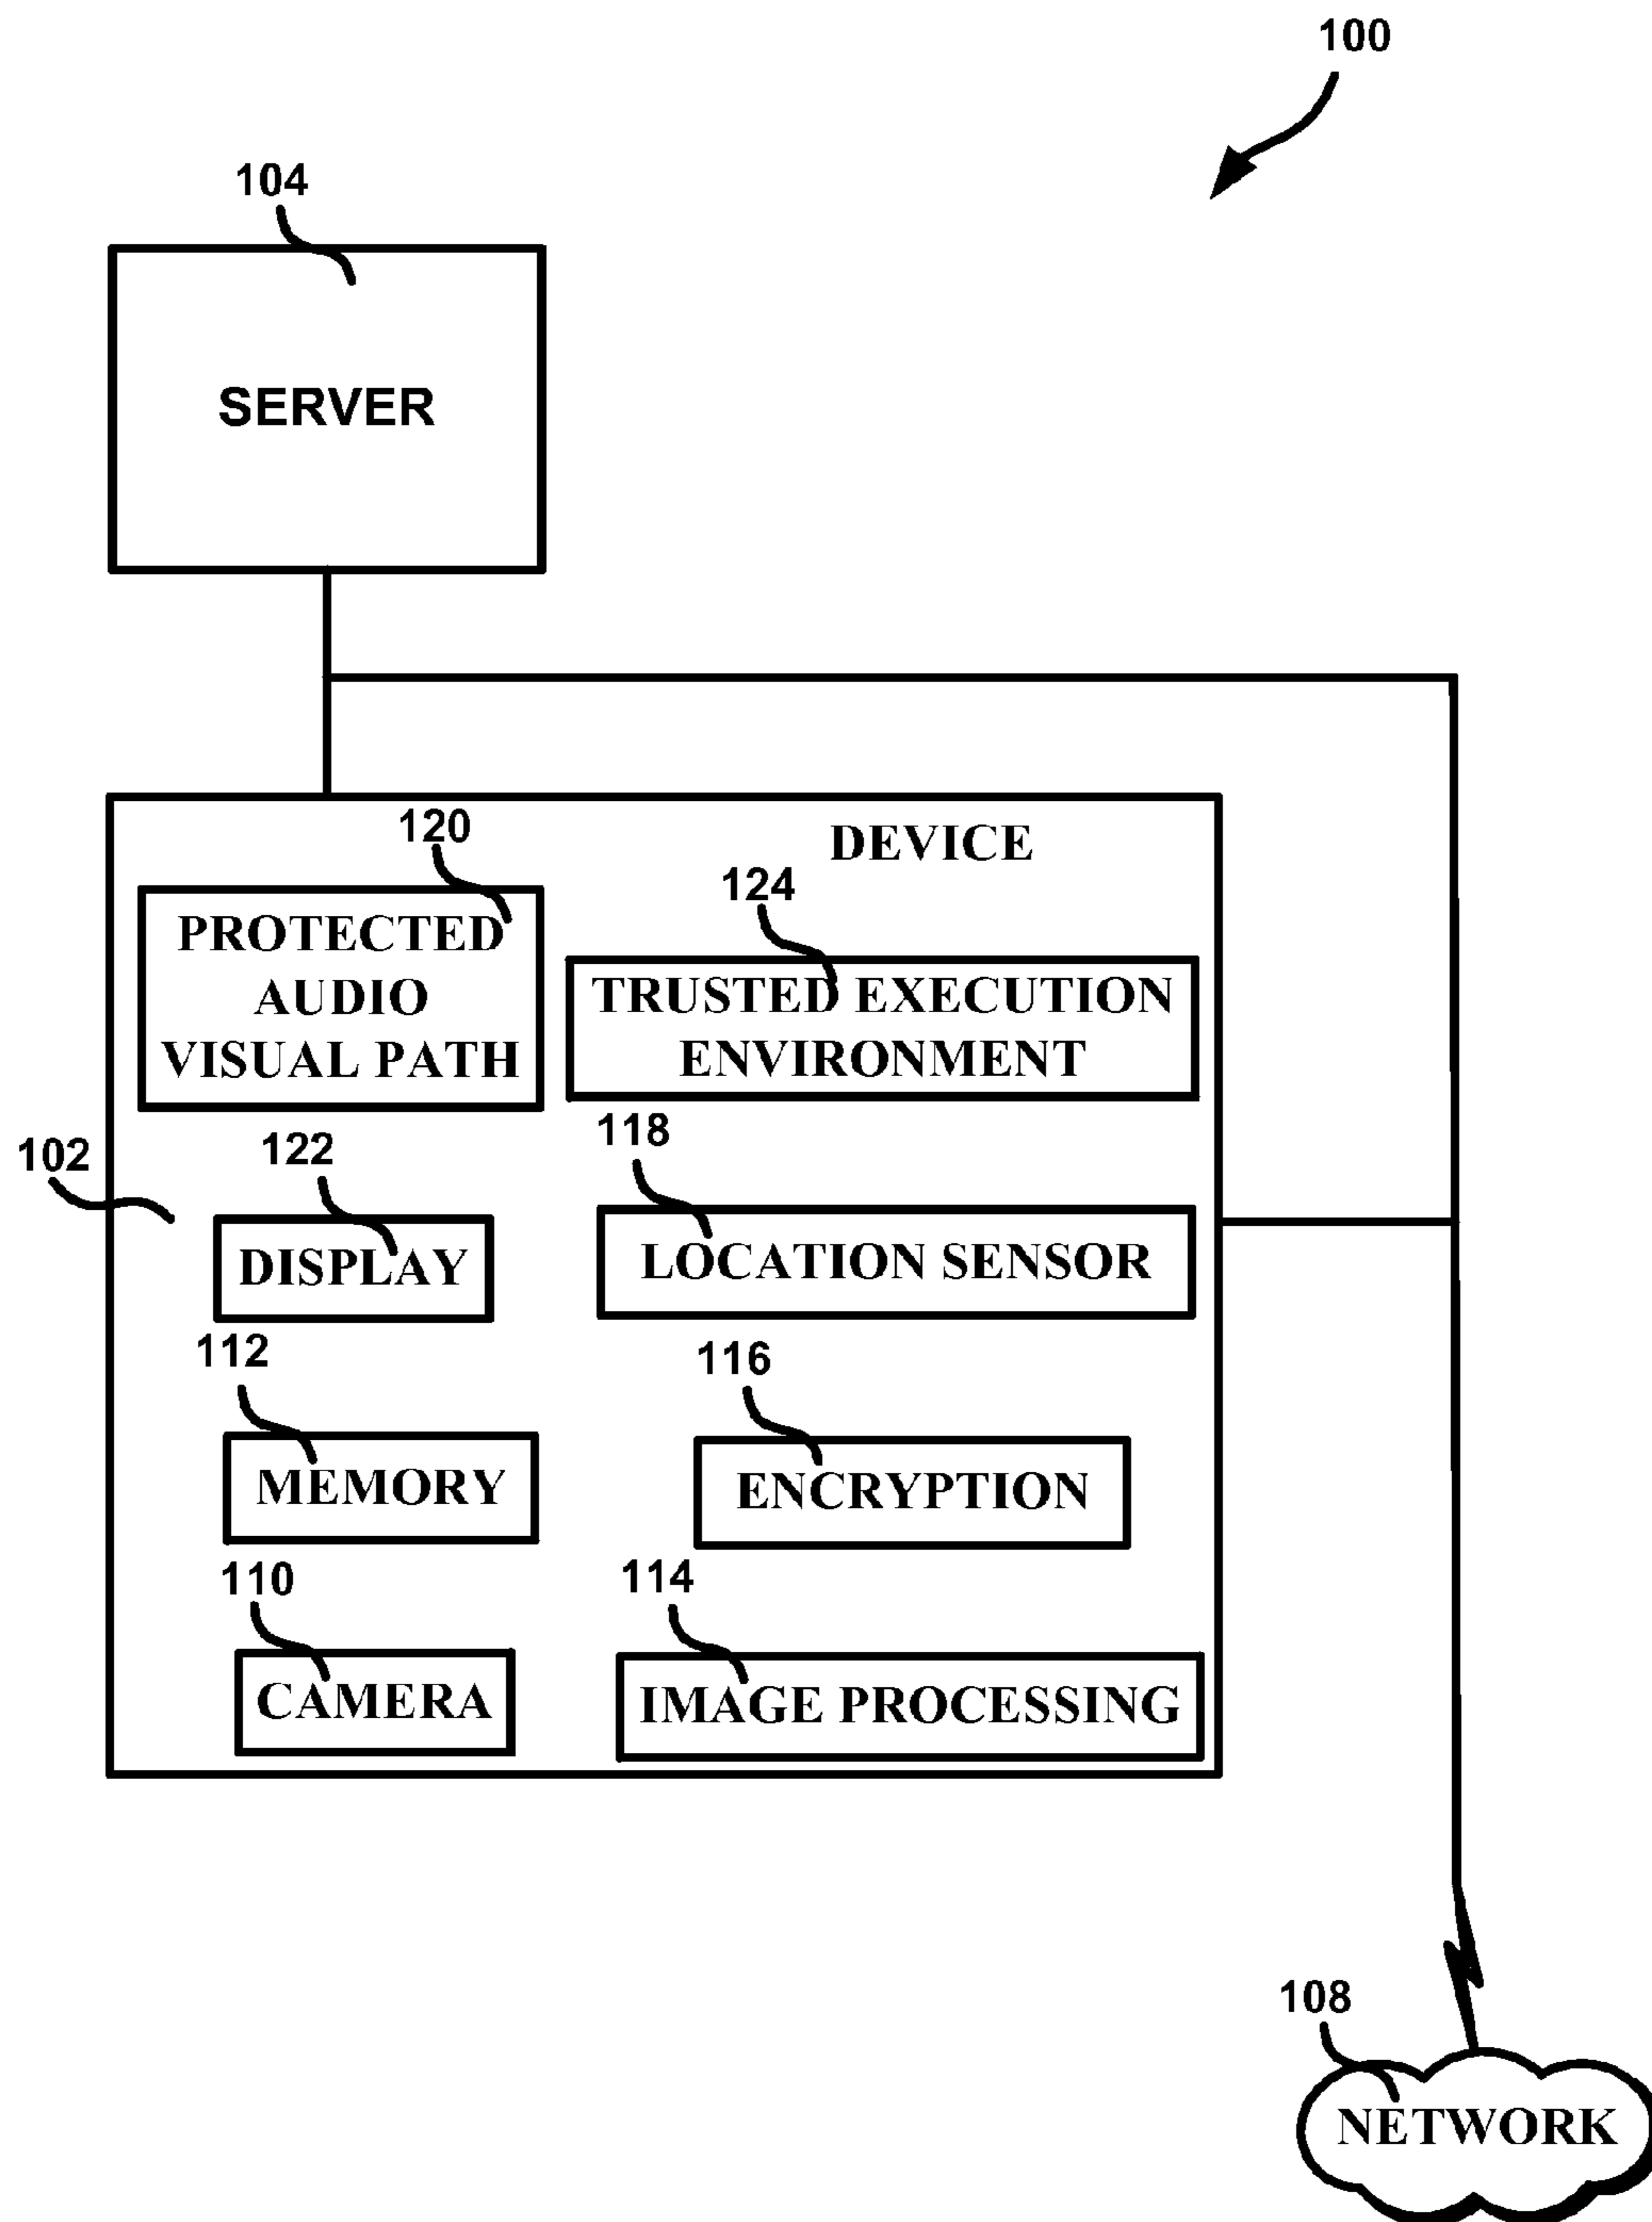 100
104
SERVER
120
DEVICE
124
PROTECTED
AUDIO
VISUAL PATH
TRUSTED EXECUTION
ENVIRONMENT
102
122
118
DISPLAY
LOCATION SENSOR
112
116
MEMORY
ENCRYPTION
110
114
CAMERA
IMAGE PROCESSING
108
NETWORK